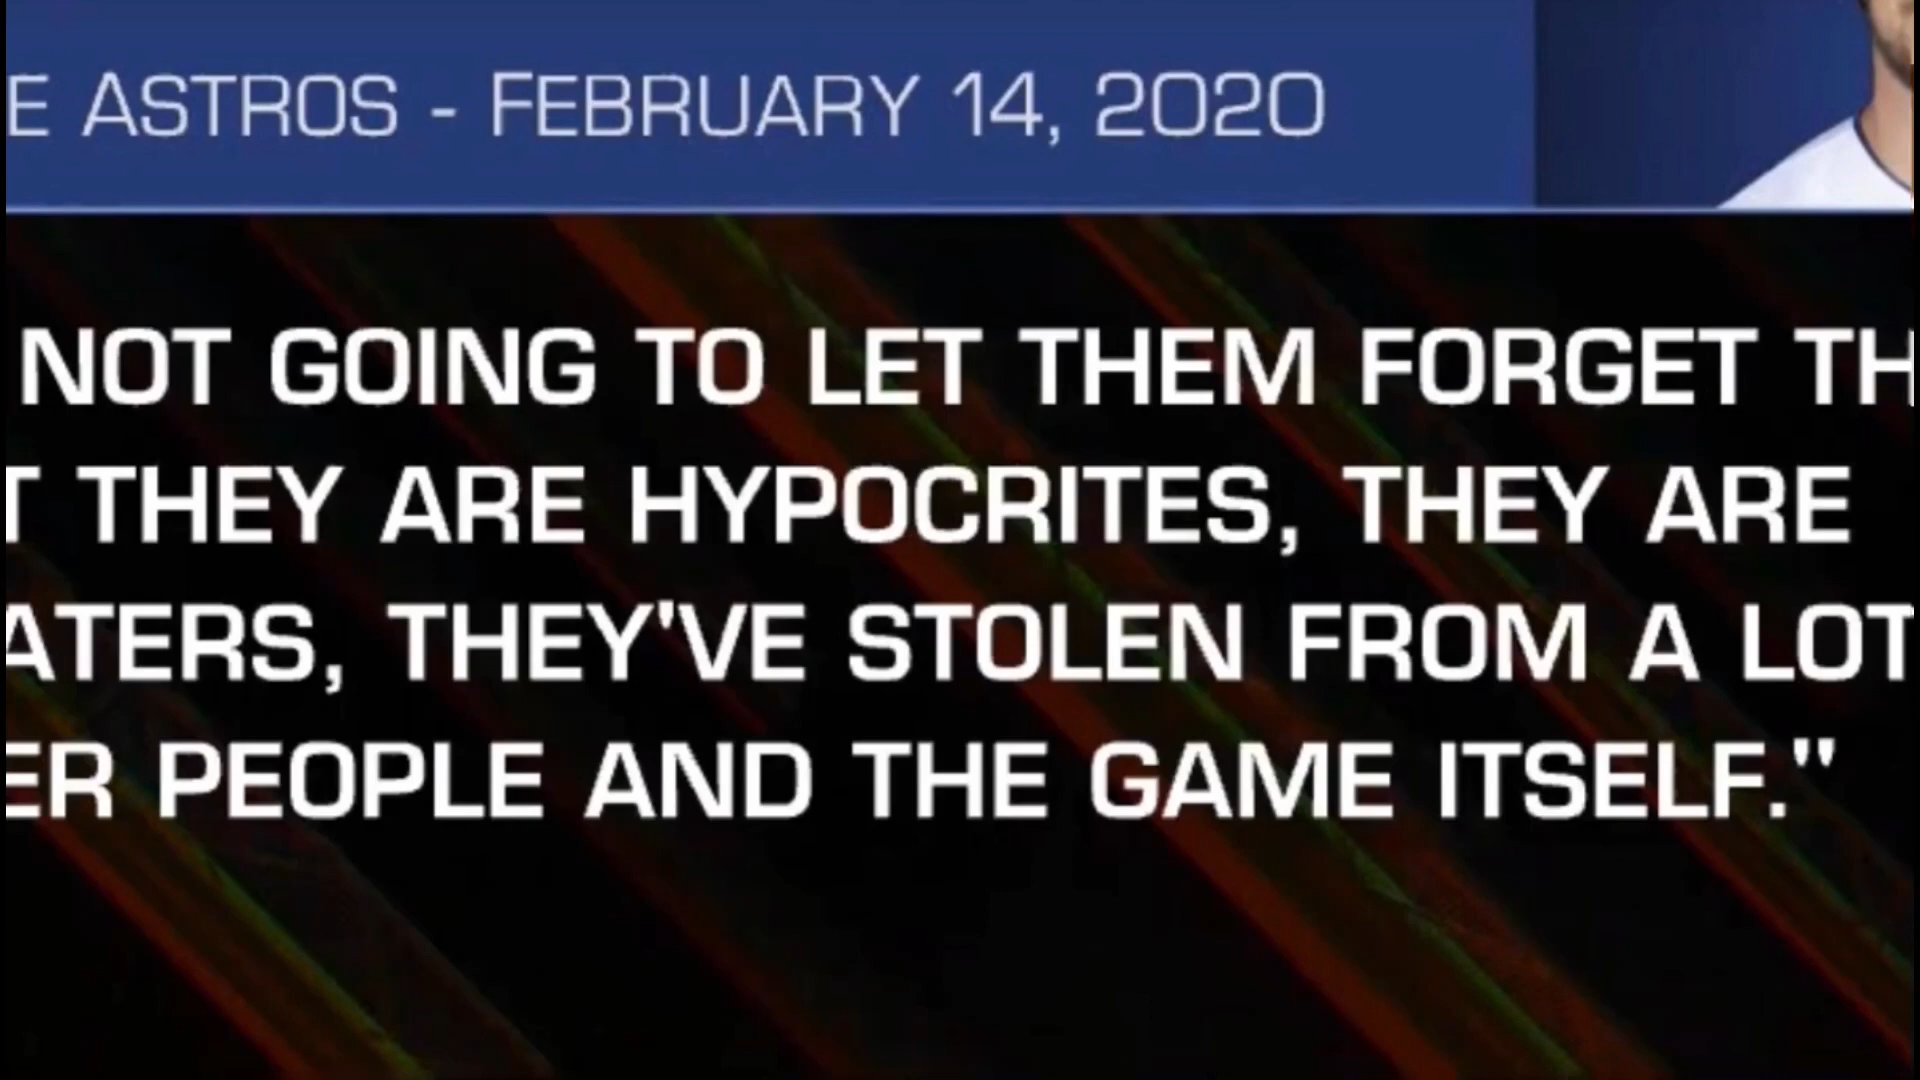 E ASTROS - FEBRUARY 14, 2020
NOT GOING TO LET THEM FORGET TH
T THEY ARE HYPOCRITES, THEY ARE
ATERS, THEY'VE STOLEN FROM A LOT
ER PEOPLE AND THE GAME ITSELF."